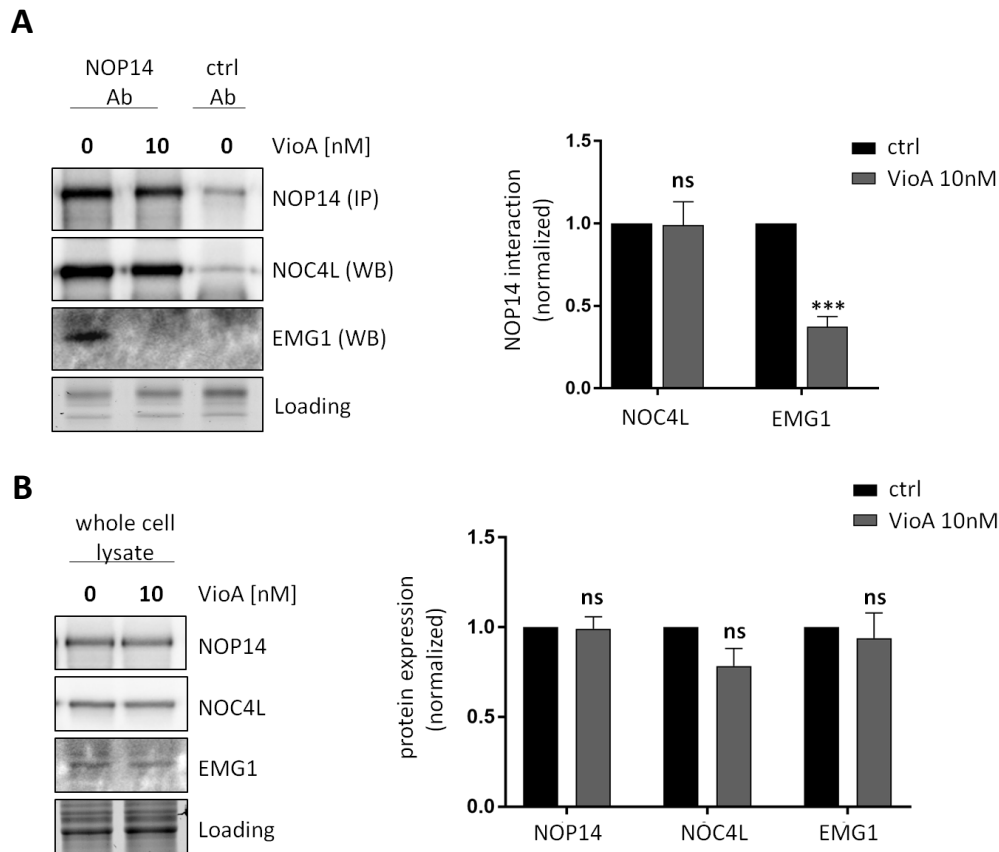 A
NOP14
Ab
ctrl
Ab
0 10 0 VioA [nM]
NOP14 (IP)
NOC4L (WB)
EMG1 (WB)
Loading
NOP14 interaction
(normalized)
1.5
1.0
0.5
0.0
ns
***
NOC4L EMG1
ctrl
VioA 10nM
B
whole cell
lysate
0 10 VioA [nM]
NOP14
NOC4L
EMG1
Loading
protein expression
(normalized)
1.5
1.0
0.5
0.0
ns ns ns
NOP14 NOC4L EMG1
ctrl
VioA 10nM